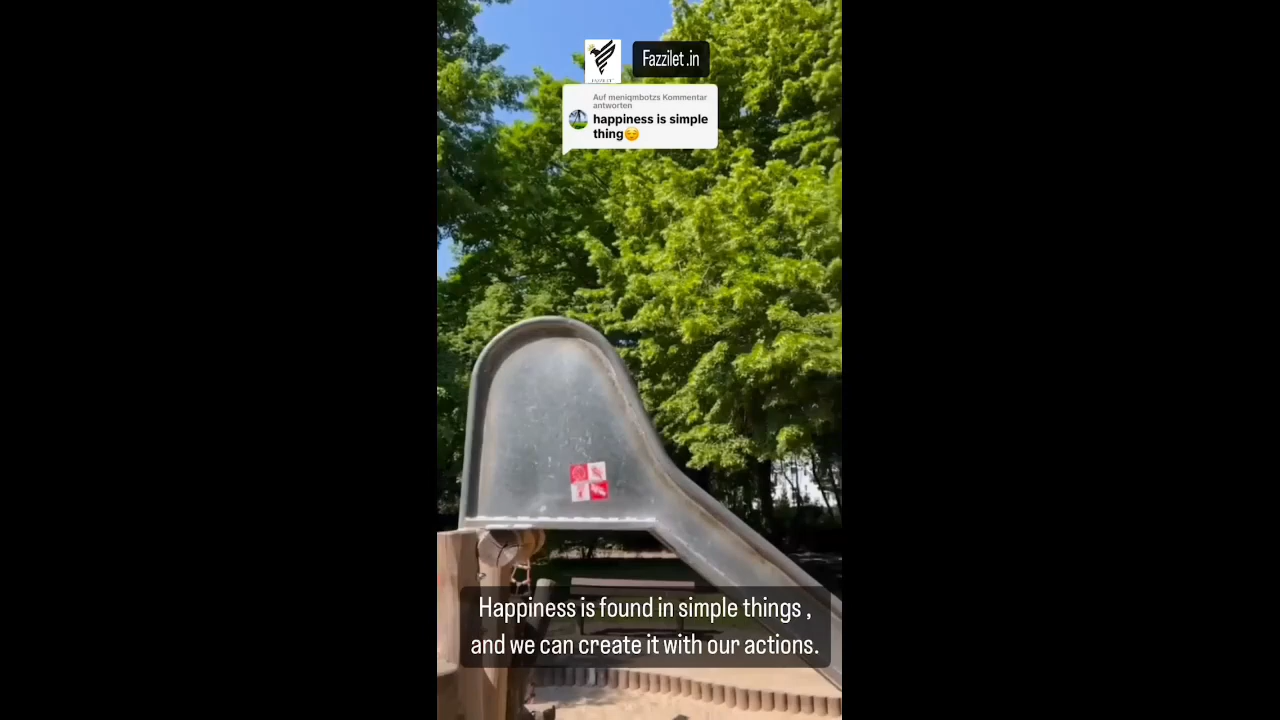 Fazzilet .in
Auf meniqmbotzs Kommentar
antworten
happiness is simple
thing😌
Happiness is found in simple things ,
and we can create it with our actions.